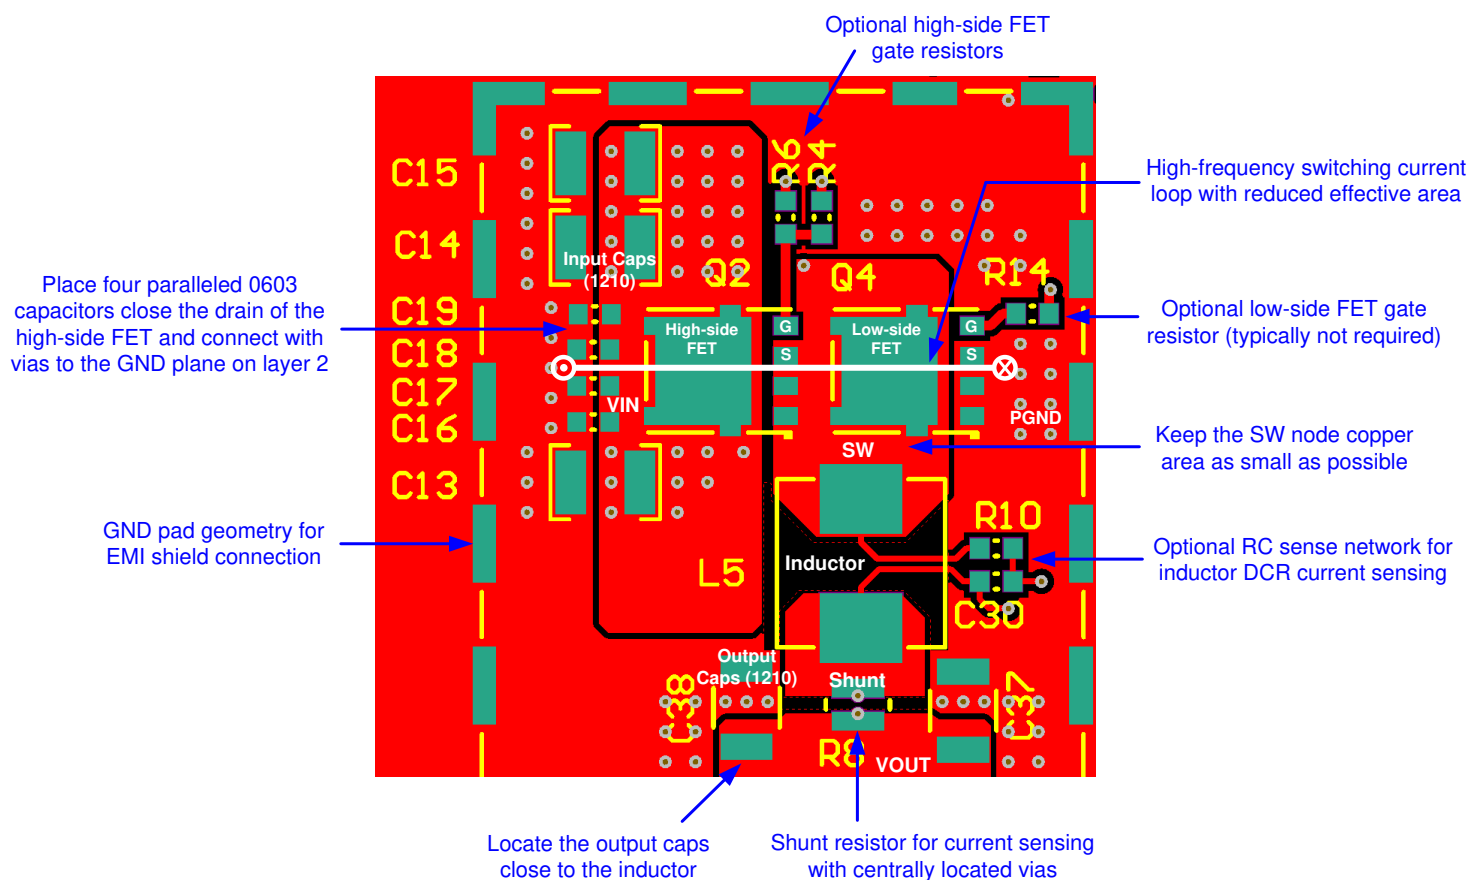 Optional high-side FET
gate resistors
High-frequency switching current
loop with reduced effective area
Place four paralleled 0603
capacitors close the drain of the
high-side FET and connect with
vias to the GND plane on layer 2
Optional low-side FET gate
resistor (typically not required)
Keep the SW node copper
area as small as possible
GND pad geometry for
EMI shield connection
Optional RC sense network for
inductor DCR current sensing
Locate the output caps
close to the inductor
Shunt resistor for current sensing
with centrally located vias
C15
C14
C19
C18
C17
C16
C13
R6
R4
Input Caps
(1210)
Q2
Q4
R14
High-side
FET
G
S
Low-side
FET
G
S
VIN
PGND
SW
R10
Inductor
L5
C30
Output
Caps (1210)
Shunt
C38
C37
R8
VOUT